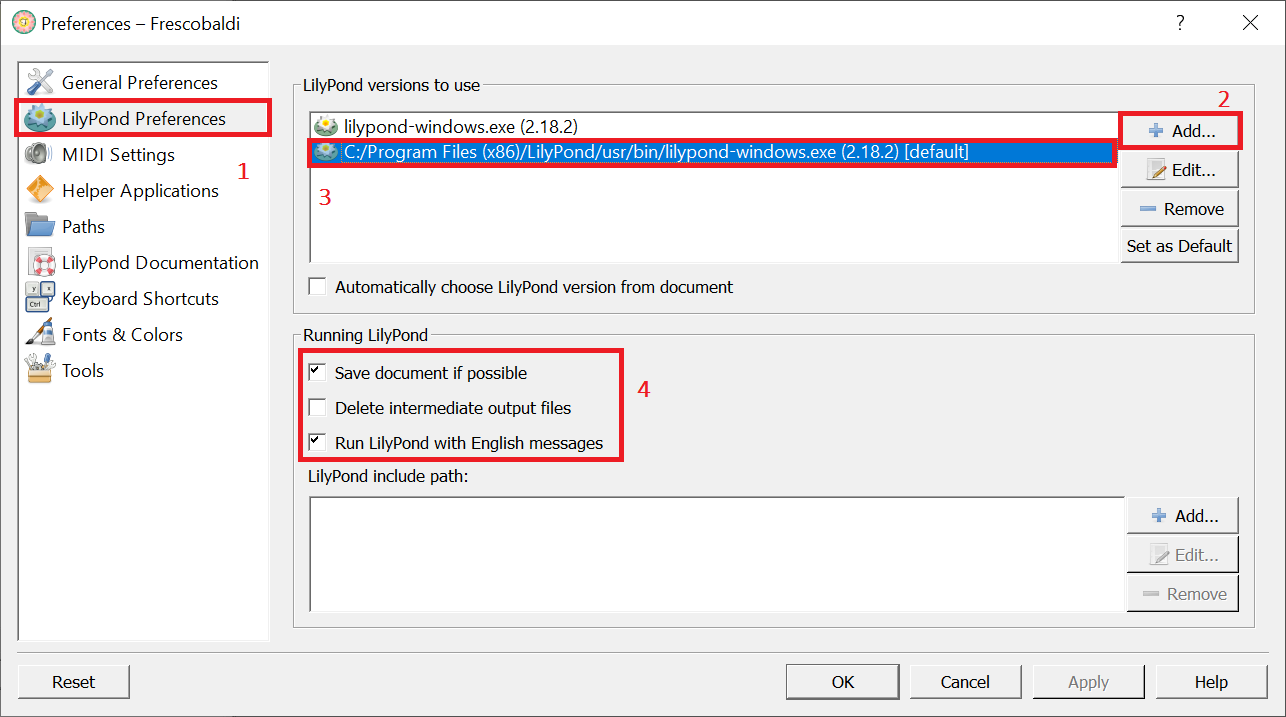 Preferences – Frescobaldi
?
General Preferences
LilyPond Preferences
MIDI Settings
1
Helper Applications
Paths
LilyPond Documentation
y
x
Ctrl
Keyboard Shortcuts
Fonts & Colors
Tools
LilyPond versions to use
2
lilypond-windows.exe (2.18.2)
C:/Program Files (x86)/LilyPond/usr/bin/lilypond-windows.exe (2.18.2) [default]
3
Add...
Edit...
Remove
Set as Default
Automatically choose LilyPond version from document
Running LilyPond
Save document if possible
4
Delete intermediate output files
Run LilyPond with English messages
LilyPond include path:
Add...
Edit...
Remove
Reset
OK
Cancel
Apply
Help